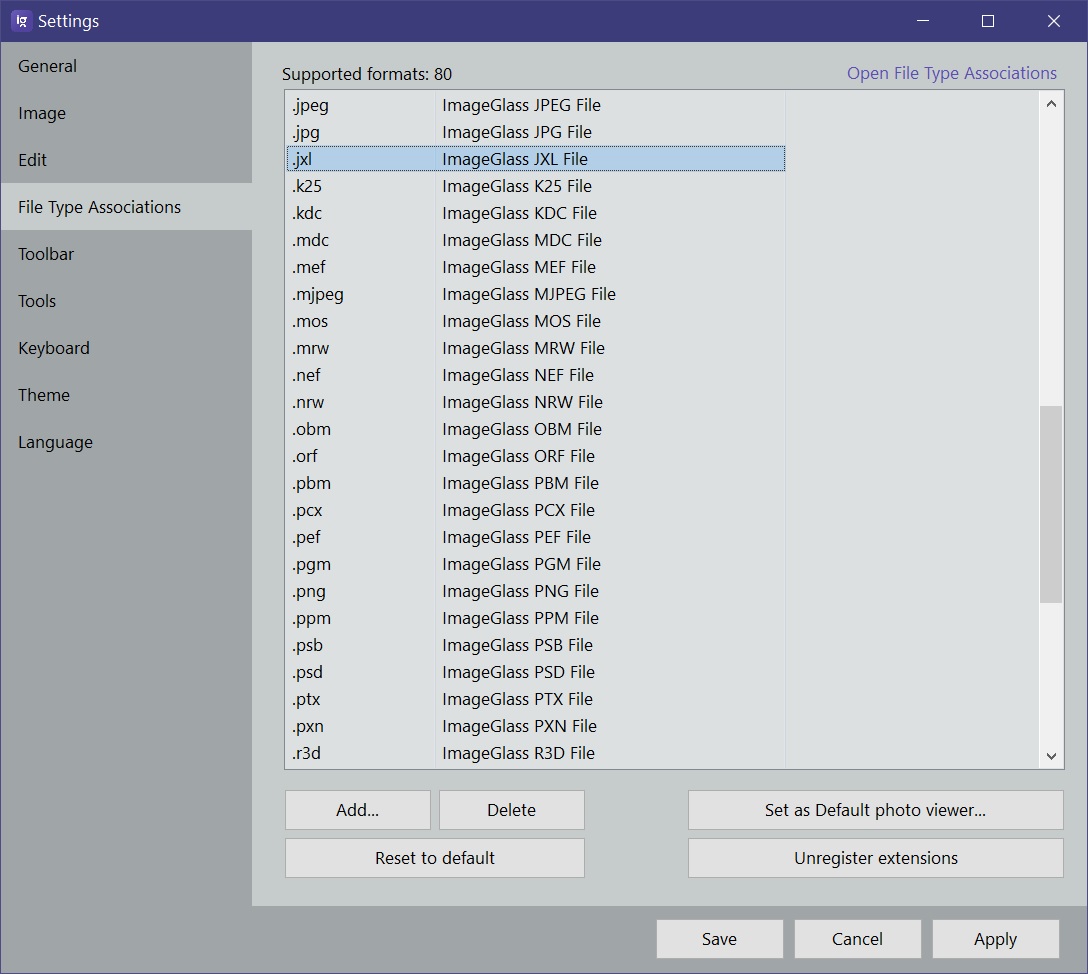 Ig Settings
General
Image
Edit
File Type Associations
Toolbar
Tools
Keyboard
Theme
Language
Supported formats: 80
Open File Type Associations
.jpeg ImageGlass JPEG File
.jpg ImageGlass JPG File
.jxl ImageGlass JXL File
.k25 ImageGlass K25 File
.kdc ImageGlass KDC File
.mdc ImageGlass MDC File
.mef ImageGlass MEF File
.mjpeg ImageGlass MJPEG File
.mos ImageGlass MOS File
.mrw ImageGlass MRW File
.nef ImageGlass NEF File
.nrw ImageGlass NRW File
.obm ImageGlass OBM File
.orf ImageGlass ORF File
.pbm ImageGlass PBM File
.pcx ImageGlass PCX File
.pef ImageGlass PEF File
.pgm ImageGlass PGM File
.png ImageGlass PNG File
.ppm ImageGlass PPM File
.psb ImageGlass PSB File
.psd ImageGlass PSD File
.ptx ImageGlass PTX File
.pxn ImageGlass PXN File
.r3d ImageGlass R3D File
Add...
Delete
Set as Default photo viewer...
Reset to default
Unregister extensions
Save
Cancel
Apply